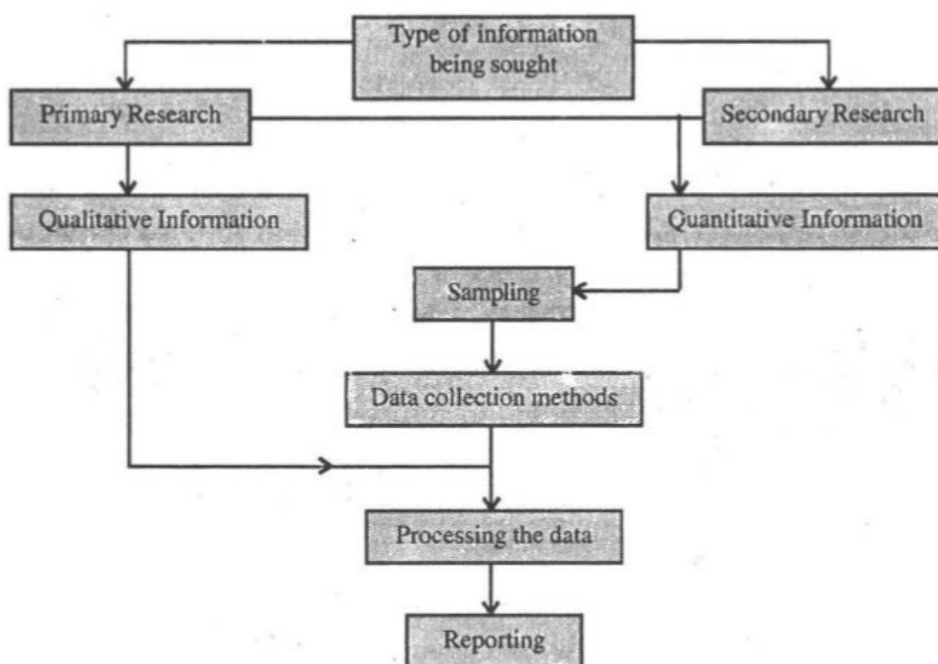 Type of information
being sought
Primary Research
Secondary Research
Qualitative Information
Quantitative Information
Sampling
Data collection methods
Processing the data
Reporting